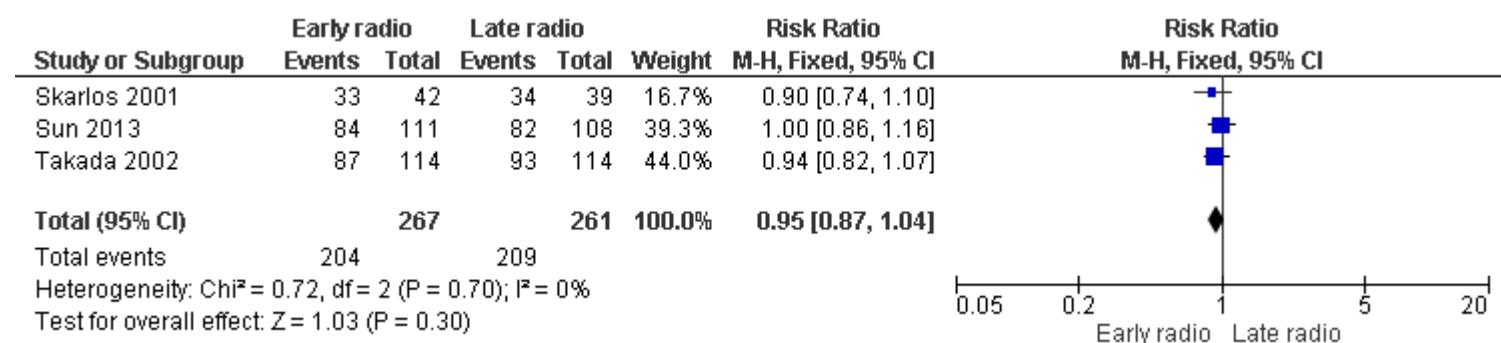 Early radio Late radio Risk Ratio Risk Ratio
Study or Subgroup Events Total Events Total Weight M-H, Fixed, 95% CI M-H, Fixed, 95% CI
Skarlos 2001 33 42 34 39 16.7% 0.90 [0.74, 1.10]
Sun 2013 84 111 82 108 39.3% 1.00 [0.86, 1.16]
Takada 2002 87 114 93 114 44.0% 0.94 [0.82, 1.07]
Total (95% CI) 267 261 100.0% 0.95 [0.87, 1.04]
Total events 204 209
Heterogeneity: Chi² = 0.72, df = 2 (P = 0.70); I² = 0%
Test for overall effect: Z = 1.03 (P = 0.30)
0.05 0.2 1 5 20
Early radio Late radio